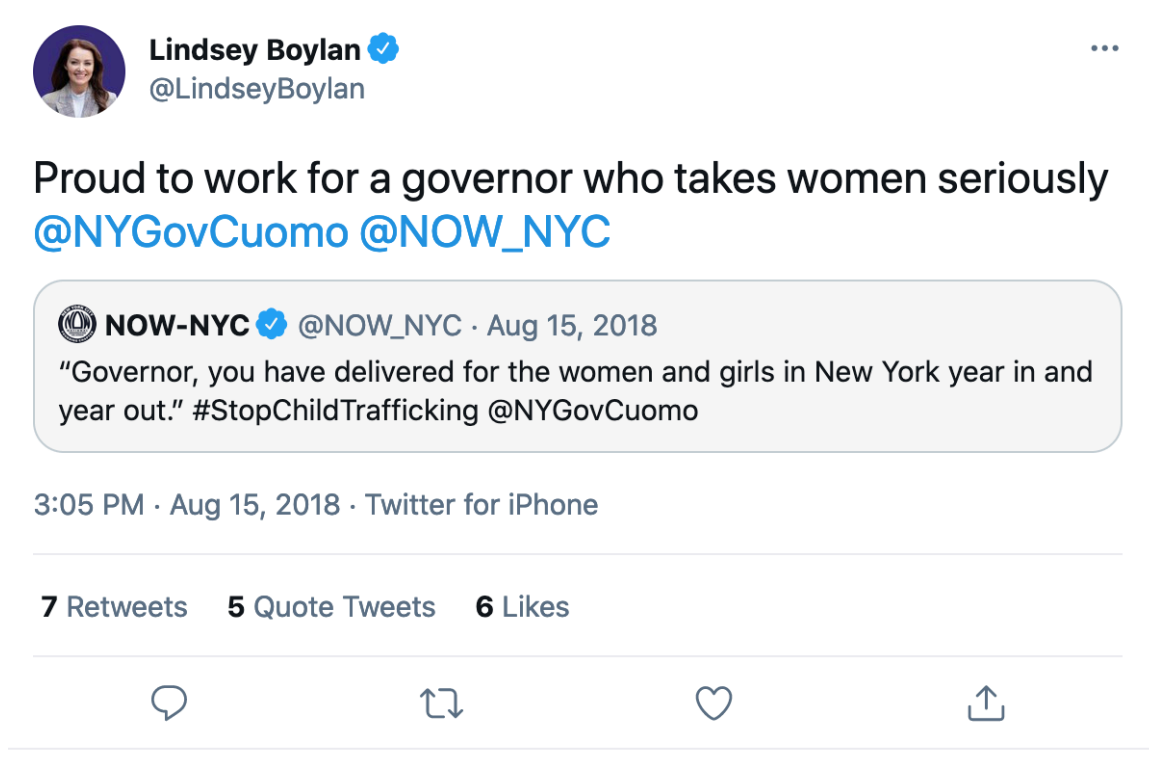 Lindsey Boylan
@LindseyBoylan
Proud to work for a governor who takes women seriously
@NYGovCuomo @NOW_NYC
NOW-NYC @NOW_NYC · Aug 15, 2018
“Governor, you have delivered for the women and girls in New York year in and
year out.” #StopChildTrafficking @NYGovCuomo
3:05 PM · Aug 15, 2018 · Twitter for iPhone
7 Retweets 5 Quote Tweets 6 Likes